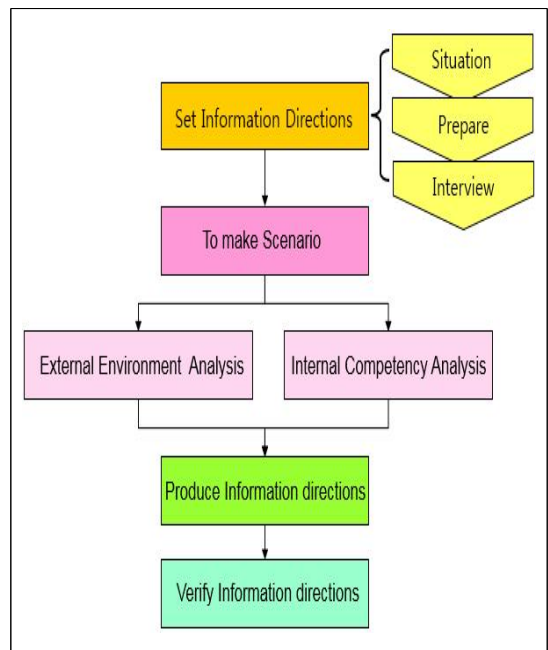 Situation
Set Information Directions
Prepare
Interview
To make Scenario
External Environment Analysis
Internal Competency Analysis
Produce Information directions
Verify Information directions